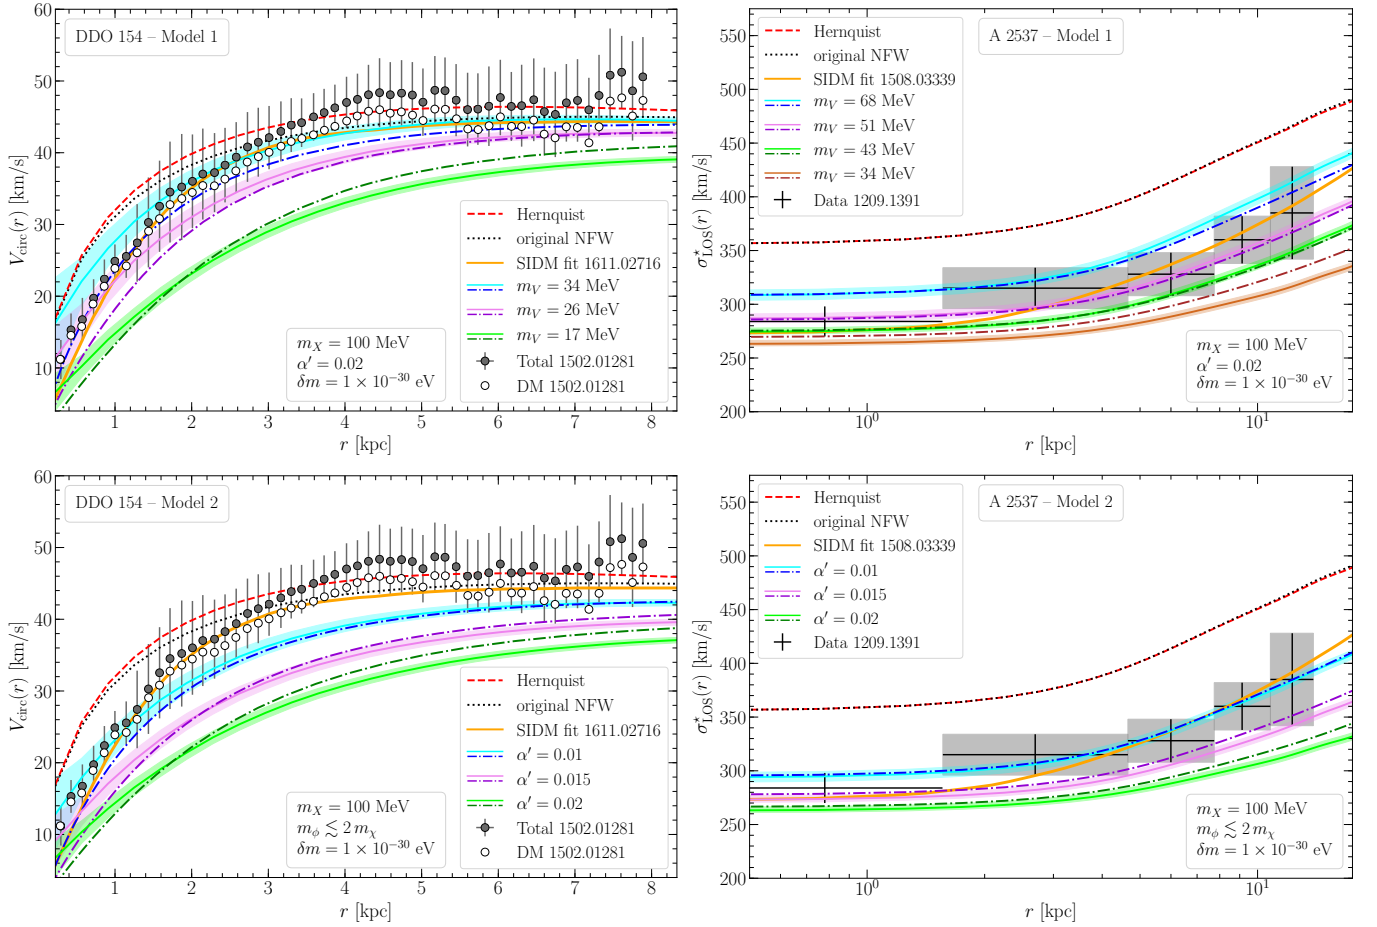 DDO 154 – Model 1
Hernquist
original NFW
SIDM fit 1611.02716
m_V = 34 MeV
m_V = 26 MeV
m_V = 17 MeV
Total 1502.01281
DM 1502.01281
m_X = 100 MeV
α′ = 0.02
δm = 1 × 10⁻³⁰ eV
V_circ(r) [km/s]
60
50
40
30
20
10
1 2 3 4 5 6 7 8
r [kpc]
A 2537 – Model 1
Hernquist
original NFW
SIDM fit 1508.03339
m_V = 68 MeV
m_V = 51 MeV
m_V = 43 MeV
m_V = 34 MeV
Data 1209.1391
m_X = 100 MeV
α′ = 0.02
δm = 1 × 10⁻³⁰ eV
σ*_LOS(r) [km/s]
550
500
450
400
350
300
250
200
10⁰ 10¹
r [kpc]
DDO 154 – Model 2
Hernquist
original NFW
SIDM fit 1611.02716
α′ = 0.01
α′ = 0.015
α′ = 0.02
Total 1502.01281
DM 1502.01281
m_X = 100 MeV
m_ϕ ≲ 2 m_χ
δm = 1 × 10⁻³⁰ eV
V_circ(r) [km/s]
60
50
40
30
20
10
1 2 3 4 5 6 7 8
r [kpc]
A 2537 – Model 2
Hernquist
original NFW
SIDM fit 1508.03339
α′ = 0.01
α′ = 0.015
α′ = 0.02
Data 1209.1391
m_X = 100 MeV
m_ϕ ≲ 2 m_χ
δm = 1 × 10⁻³⁰ eV
σ*_LOS(r) [km/s]
550
500
450
400
350
300
250
200
10⁰ 10¹
r [kpc]